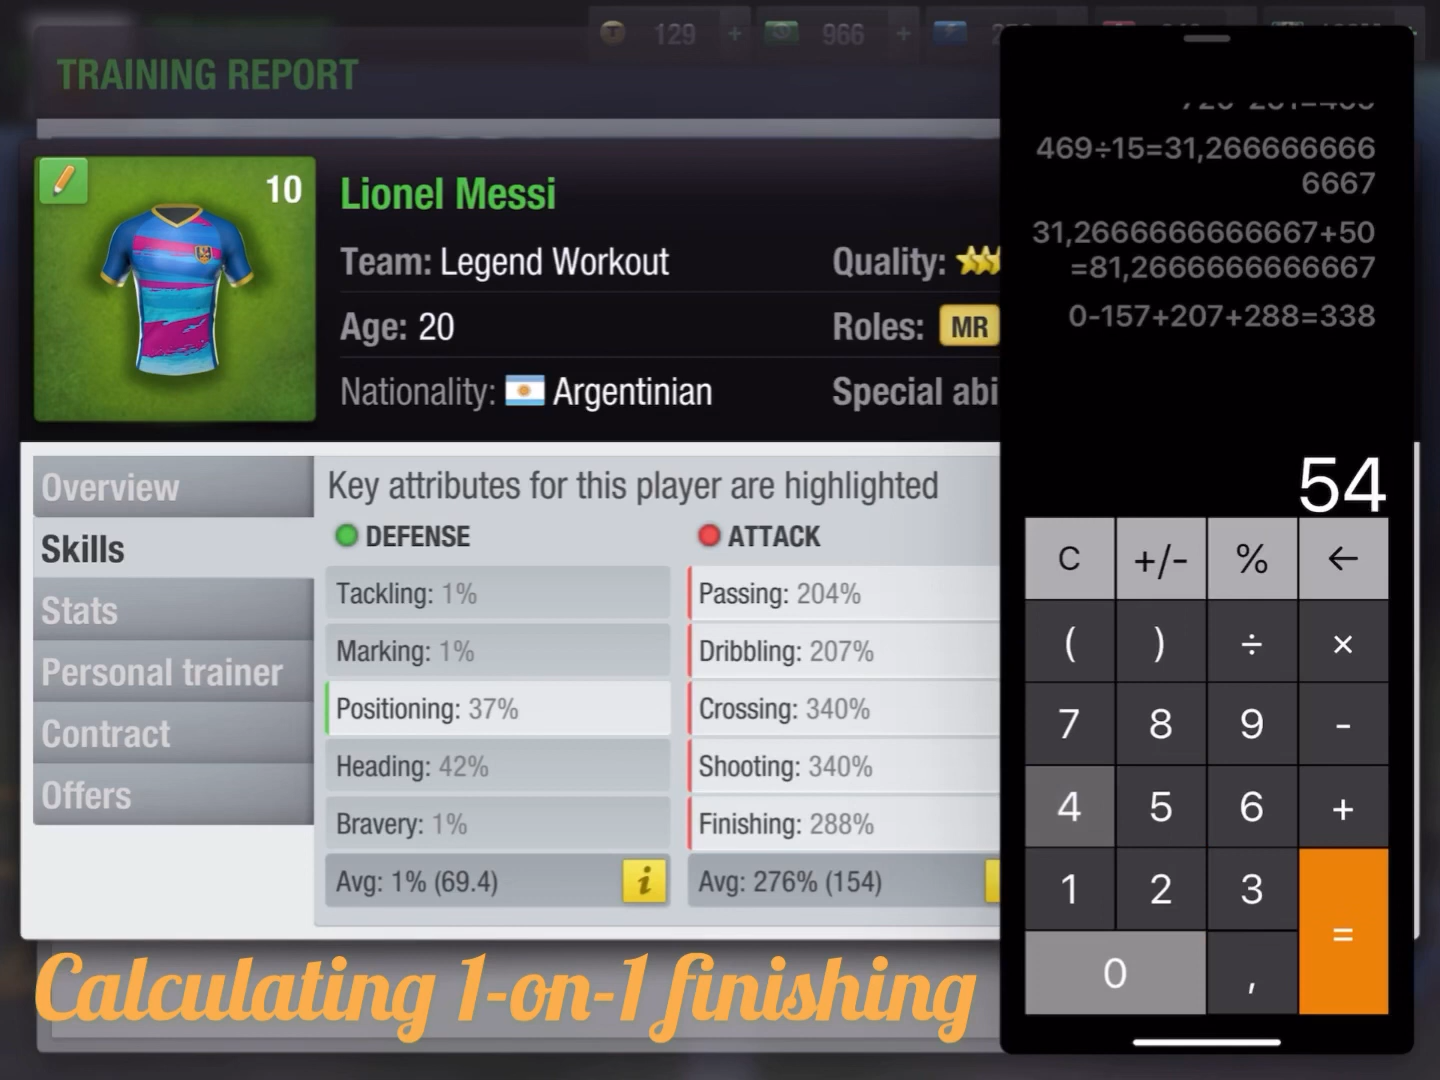 129 + 966 +
TRAINING REPORT
10
Lionel Messi
Team: Legend Workout
Quality:
Age: 20
Roles: MR
Nationality: Argentinian
Special abi
Overview
Skills
Stats
Personal trainer
Contract
Offers
Key attributes for this player are highlighted
DEFENSE
Tackling: 1%
Marking: 1%
Positioning: 37%
Heading: 42%
Bravery: 1%
Avg: 1% (69.4)
i
ATTACK
Passing: 204%
Dribbling: 207%
Crossing: 340%
Shooting: 340%
Finishing: 288%
Avg: 276% (154)
469÷15=31,266666666
6667
31,2666666666667+50
=81,2666666666667
0-157+207+288=338
54
C +/- % ←
( ) ÷ ×
7 8 9 -
4 5 6 +
1 2 3
0 , =
Calculating 1-on-1 finishing